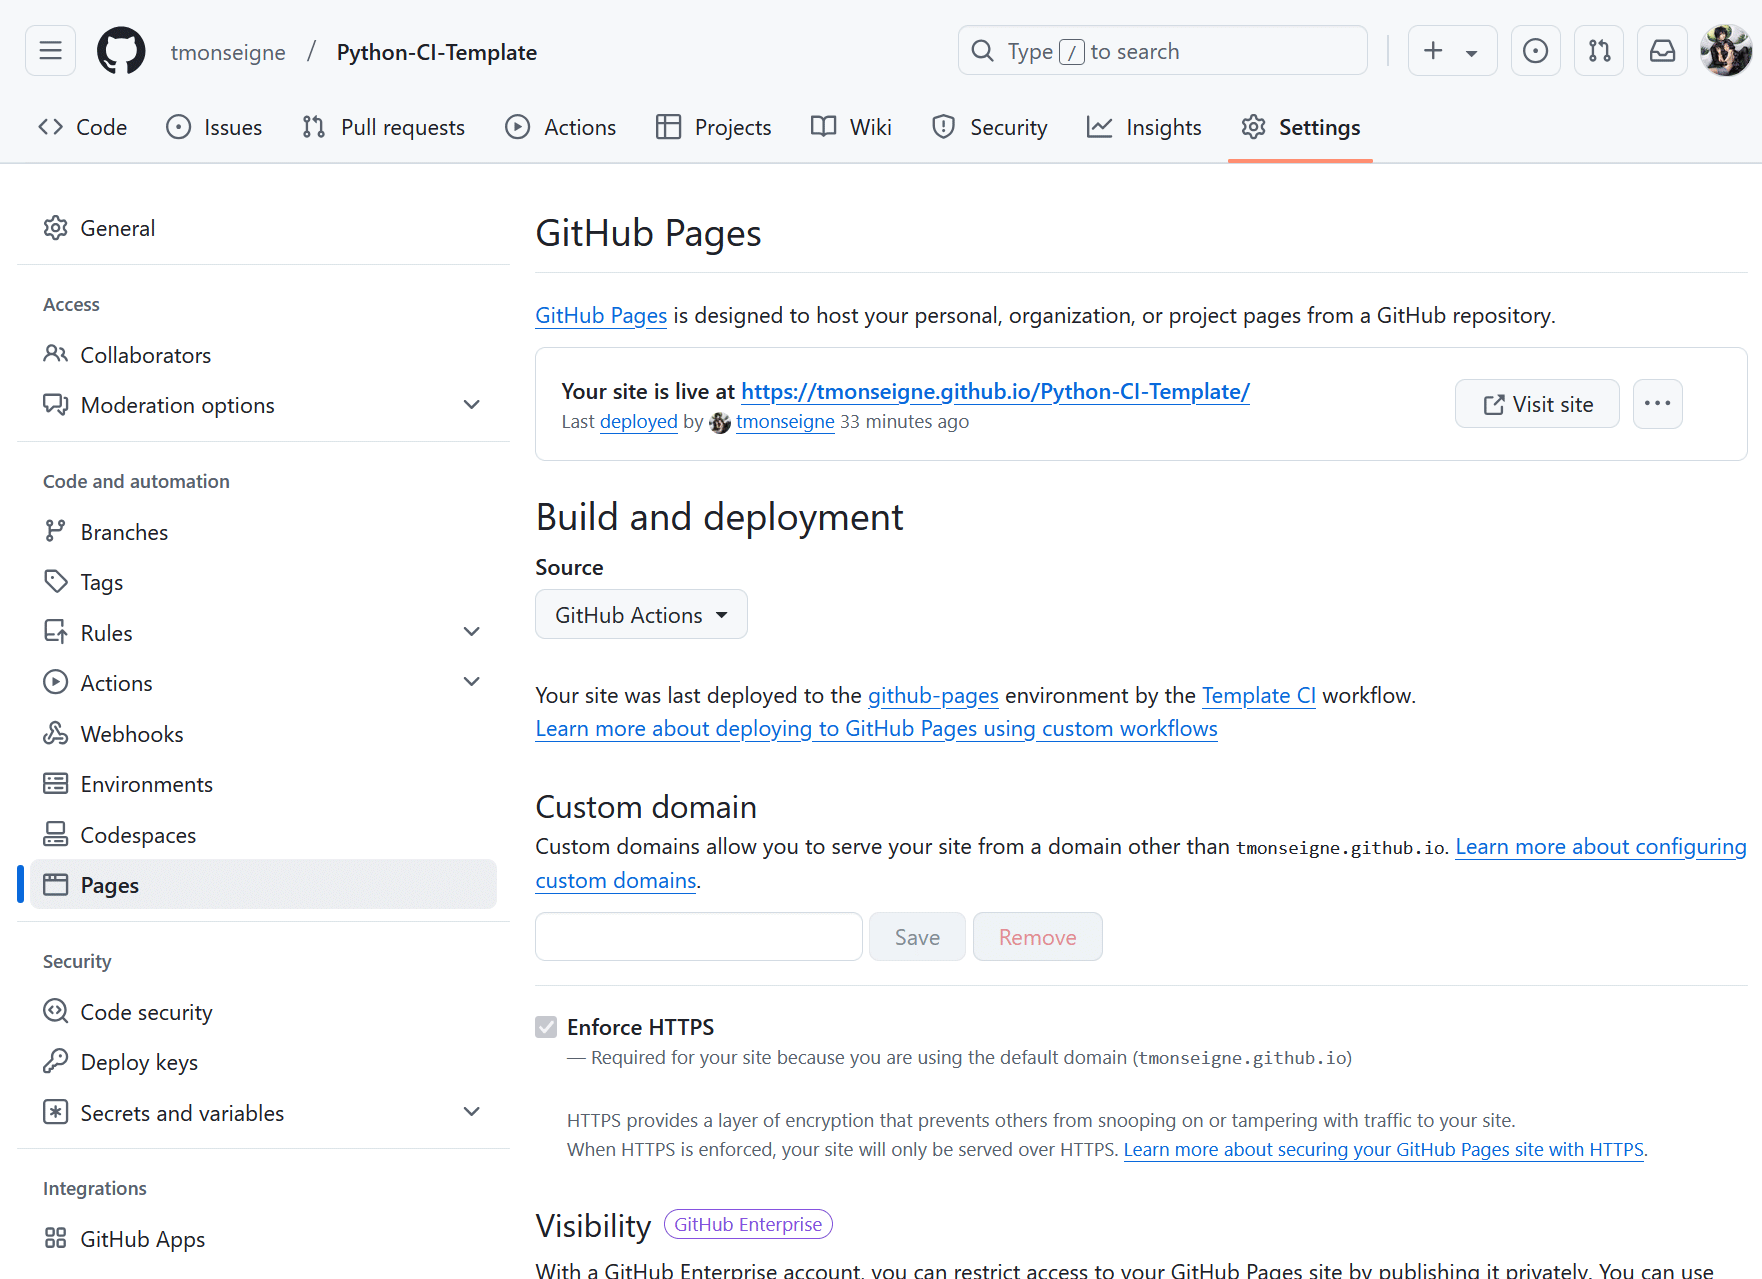 tmonseigne / Python-CI-Template
Type / to search
Code
Issues
Pull requests
Actions
Projects
Wiki
Security
Insights
Settings
General
Access
Collaborators
Moderation options
Code and automation
Branches
Tags
Rules
Actions
Webhooks
Environments
Codespaces
Pages
Security
Code security
Deploy keys
Secrets and variables
Integrations
GitHub Apps
GitHub Pages
GitHub Pages is designed to host your personal, organization, or project pages from a GitHub repository.
Your site is live at https://tmonseigne.github.io/Python-CI-Template/
Last deployed by tmonseigne 33 minutes ago
Visit site
Build and deployment
Source
GitHub Actions
Your site was last deployed to the github-pages environment by the Template CI workflow.
Learn more about deploying to GitHub Pages using custom workflows
Custom domain
Custom domains allow you to serve your site from a domain other than tmonseigne.github.io. Learn more about configuring
custom domains.
Save
Remove
Enforce HTTPS
— Required for your site because you are using the default domain (tmonseigne.github.io)
HTTPS provides a layer of encryption that prevents others from snooping on or tampering with traffic to your site.
When HTTPS is enforced, your site will only be served over HTTPS. Learn more about securing your GitHub Pages site with HTTPS.
Visibility
GitHub Enterprise
With a GitHub Enterprise account, you can restrict access to your GitHub Pages site by publishing it privately. You can use